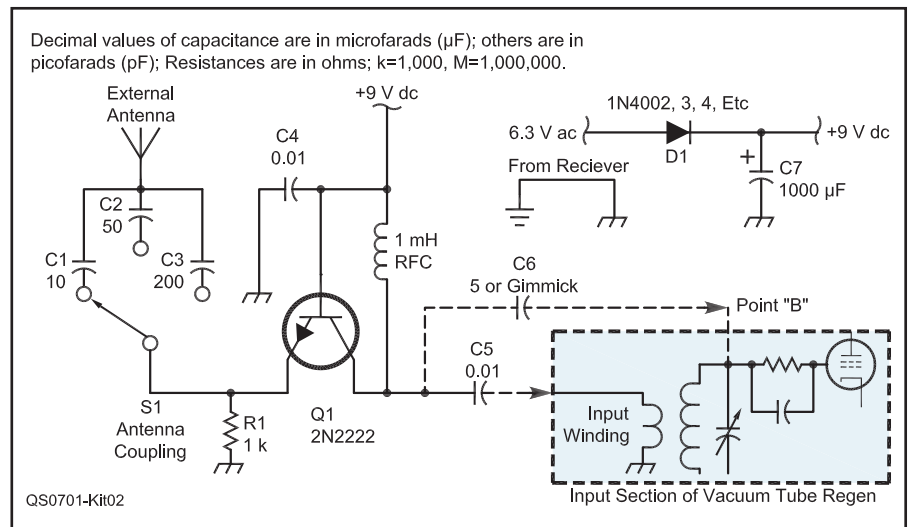 Decimal values of capacitance are in microfarads (µF); others are in
picofarads (pF); Resistances are in ohms; k=1,000, M=1,000,000.
External
Antenna
C1
10
C2
50
C3
200
S1
Antenna
Coupling
C4
0.01
+9 V dc
1 mH
RFC
R1
1 k
Q1
2N2222
1N4002, 3, 4, Etc
6.3 V ac
D1
+9 V dc
+
C7
1000 µF
From Reciever
C6
5 or Gimmick
Point "B"
C5
0.01
Input
Winding
Input Section of Vacuum Tube Regen
QS0701-Kit02